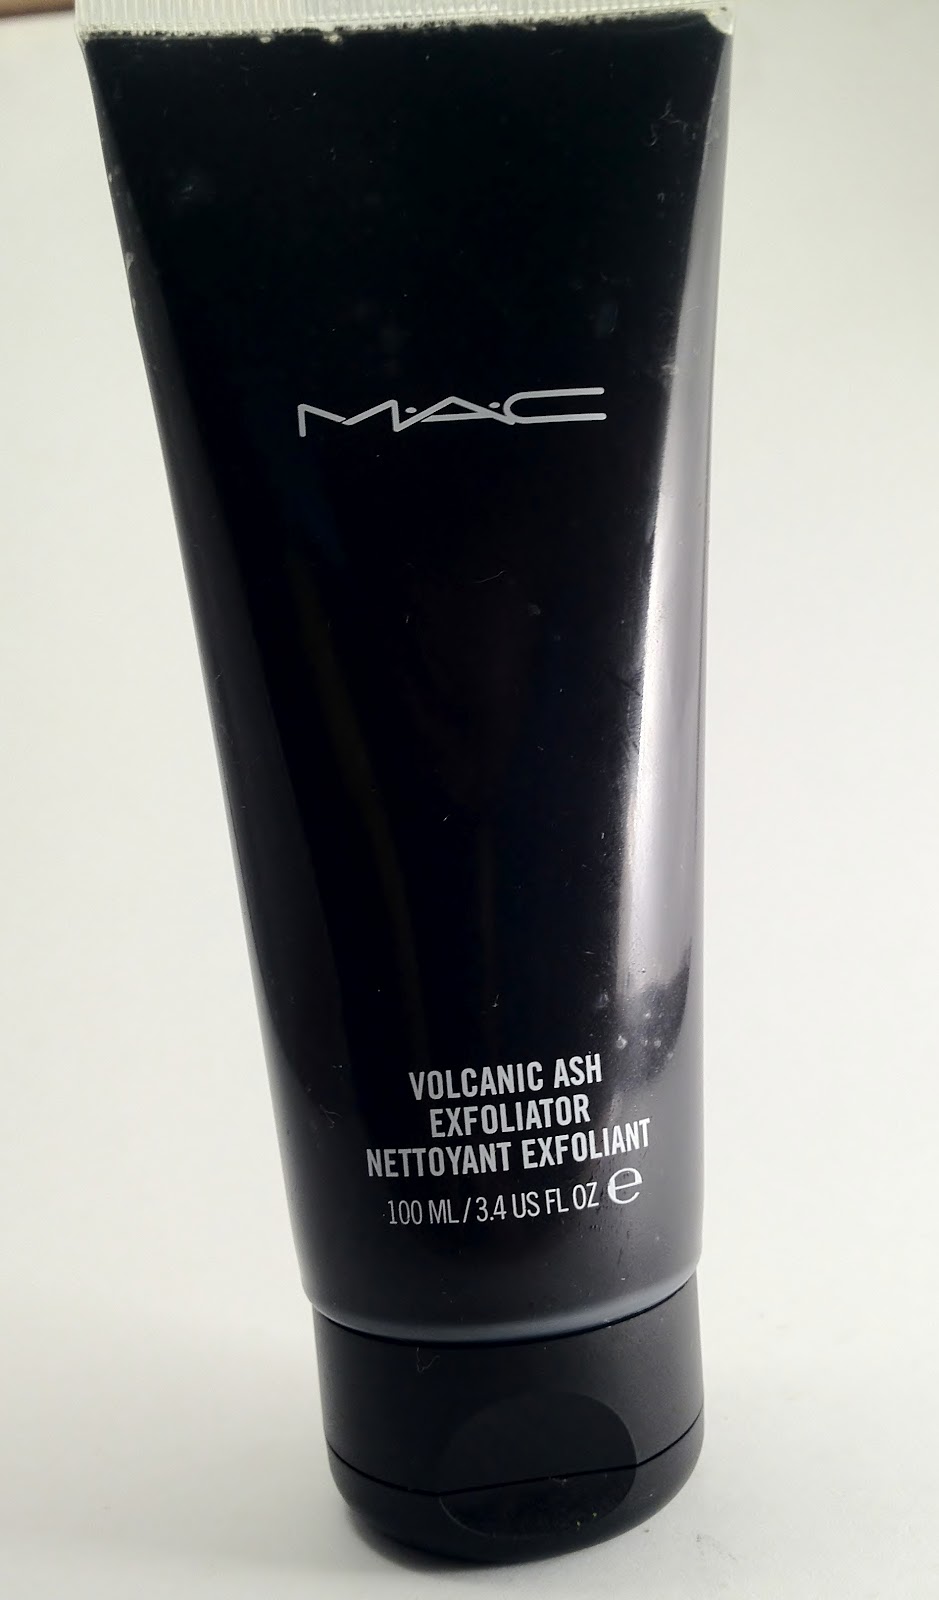 M·A·C
VOLCANIC ASH
EXFOLIATOR
NETTOYANT EXFOLIANT
100 ML / 3.4 US FL OZ ℮